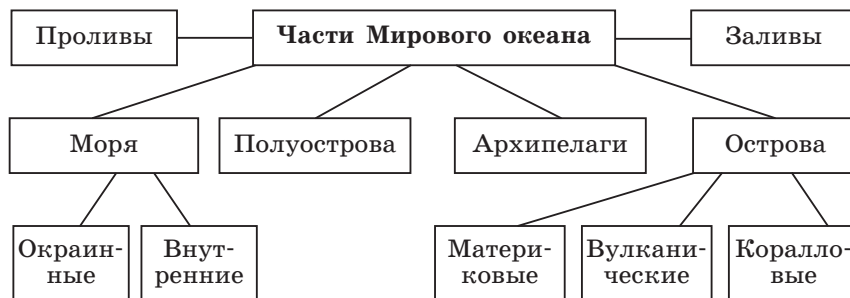 Проливы
Части Мирового океана
Заливы
Моря
Полуострова
Архипелаги
Острова
Окраин-
ные
Внут-
ренние
Матери-
ковые
Вулкани-
ческие
Коралло-
вые